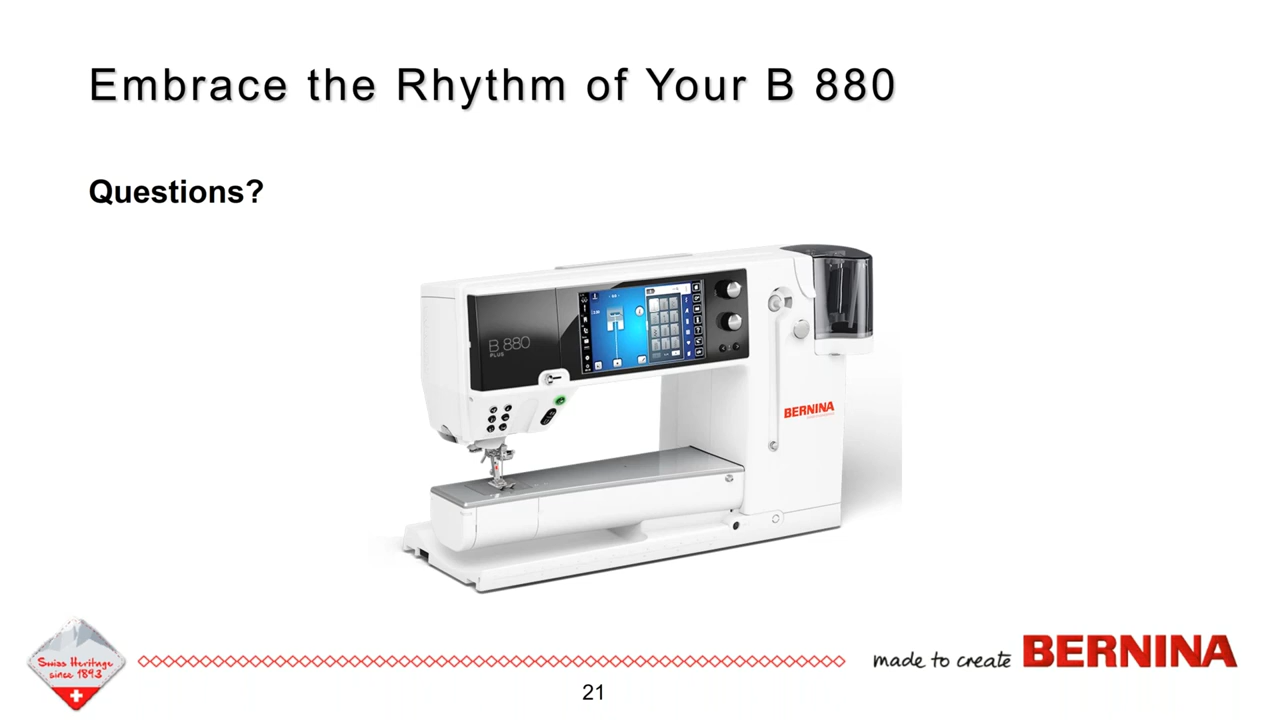 Embrace the Rhythm of Your B 880
Questions?
B 880
PLUS
BERNINA
Swiss Heritage
since 1893
made to create BERNINA
21